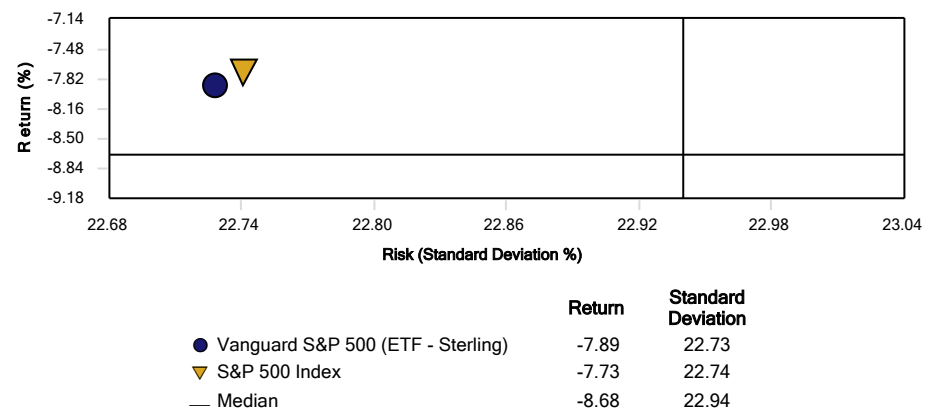 -7.14
-7.48
-7.82
-8.16
-8.50
-8.84
-9.18
Return (%)
22.68 22.74 22.80 22.86 22.92 22.98 23.04
Risk (Standard Deviation %)
Return Standard Deviation
Vanguard S&P 500 (ETF - Sterling) -7.89 22.73
S&P 500 Index -7.73 22.74
Median -8.68 22.94